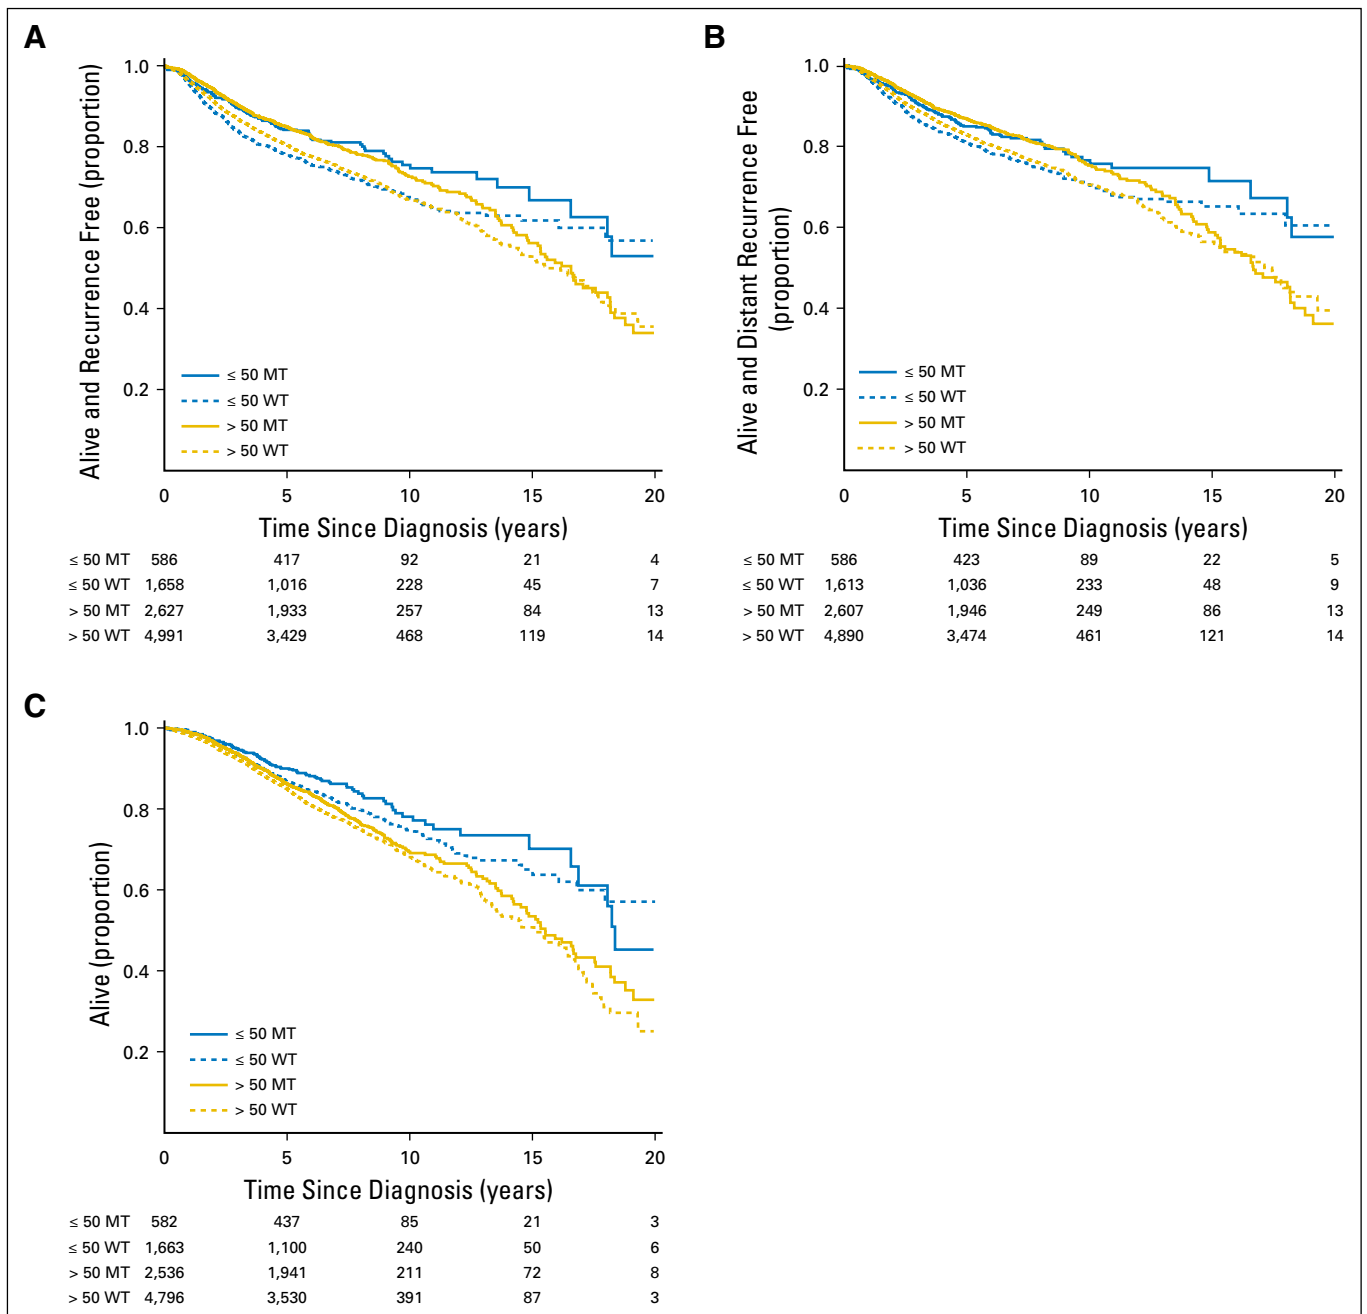 A
Alive and Recurrence Free (proportion)
1.0
0.8
0.6
0.4
0.2
≤ 50 MT
≤ 50 WT
> 50 MT
> 50 WT
0 5 10 15 20
Time Since Diagnosis (years)
≤ 50 MT 586 417 92 21 4
≤ 50 WT 1,658 1,016 228 45 7
> 50 MT 2,627 1,933 257 84 13
> 50 WT 4,991 3,429 468 119 14
B
Alive and Distant Recurrence Free
(proportion)
1.0
0.8
0.6
0.4
0.2
≤ 50 MT
≤ 50 WT
> 50 MT
> 50 WT
0 5 10 15 20
Time Since Diagnosis (years)
≤ 50 MT 586 423 89 22 5
≤ 50 WT 1,613 1,036 233 48 9
> 50 MT 2,607 1,946 249 86 13
> 50 WT 4,890 3,474 461 121 14
C
Alive (proportion)
1.0
0.8
0.6
0.4
0.2
≤ 50 MT
≤ 50 WT
> 50 MT
> 50 WT
0 5 10 15 20
Time Since Diagnosis (years)
≤ 50 MT 582 437 85 21 3
≤ 50 WT 1,663 1,100 240 50 6
> 50 MT 2,536 1,941 211 72 8
> 50 WT 4,796 3,530 391 87 3